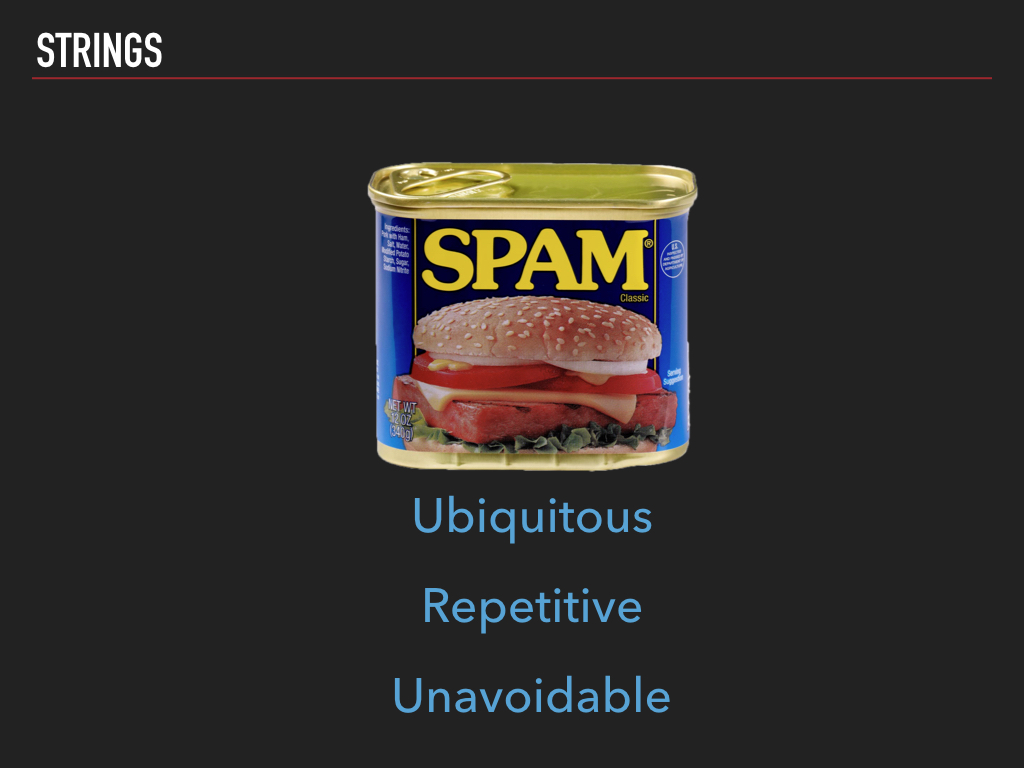 STRINGS
Ingredients:
Pork with Ham,
Salt, Water,
Modified Potato
Starch, Sugar,
Sodium Nitrite
SPAM®
Classic
U.S.
Serving
Suggestion
NET WT
12 OZ
(340g)
Ubiquitous
Repetitive
Unavoidable